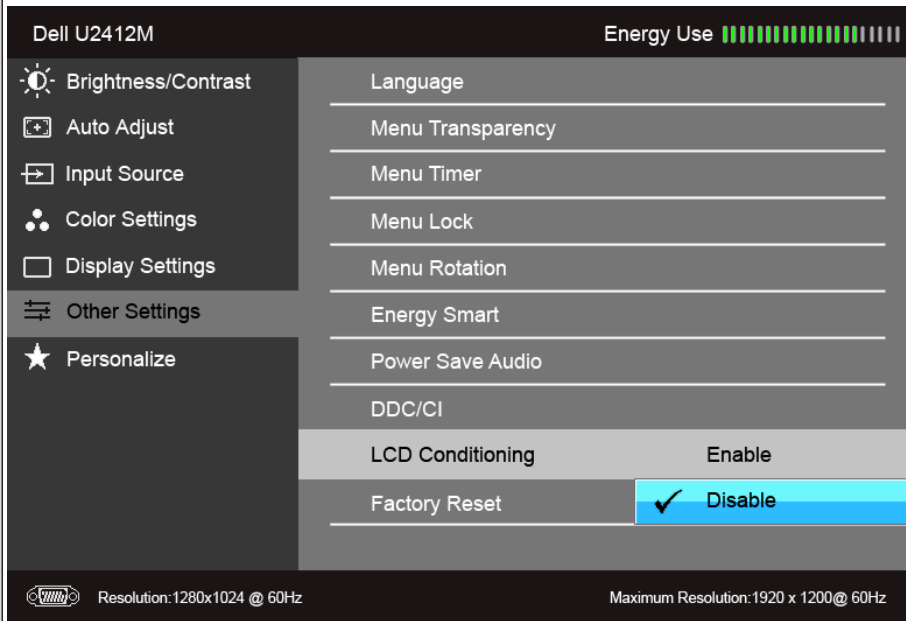 Dell U2412M
Energy Use
Brightness/Contrast
Auto Adjust
Input Source
Color Settings
Display Settings
Other Settings
Personalize
Language
Menu Transparency
Menu Timer
Menu Lock
Menu Rotation
Energy Smart
Power Save Audio
DDC/CI
LCD Conditioning
Enable
Factory Reset
Disable
Resolution:1280x1024 @ 60Hz
Maximum Resolution:1920 x 1200@ 60Hz